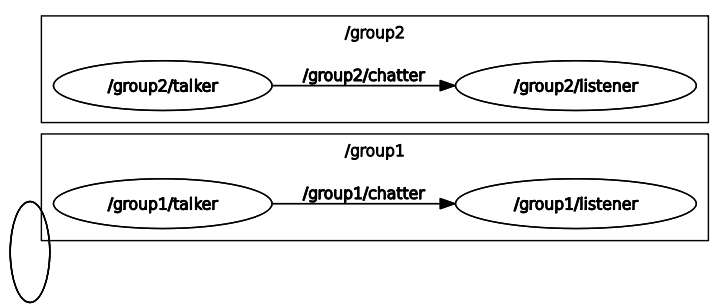 /group2
/group2/talker
/group2/chatter
/group2/listener
/group1
/group1/talker
/group1/chatter
/group1/listener